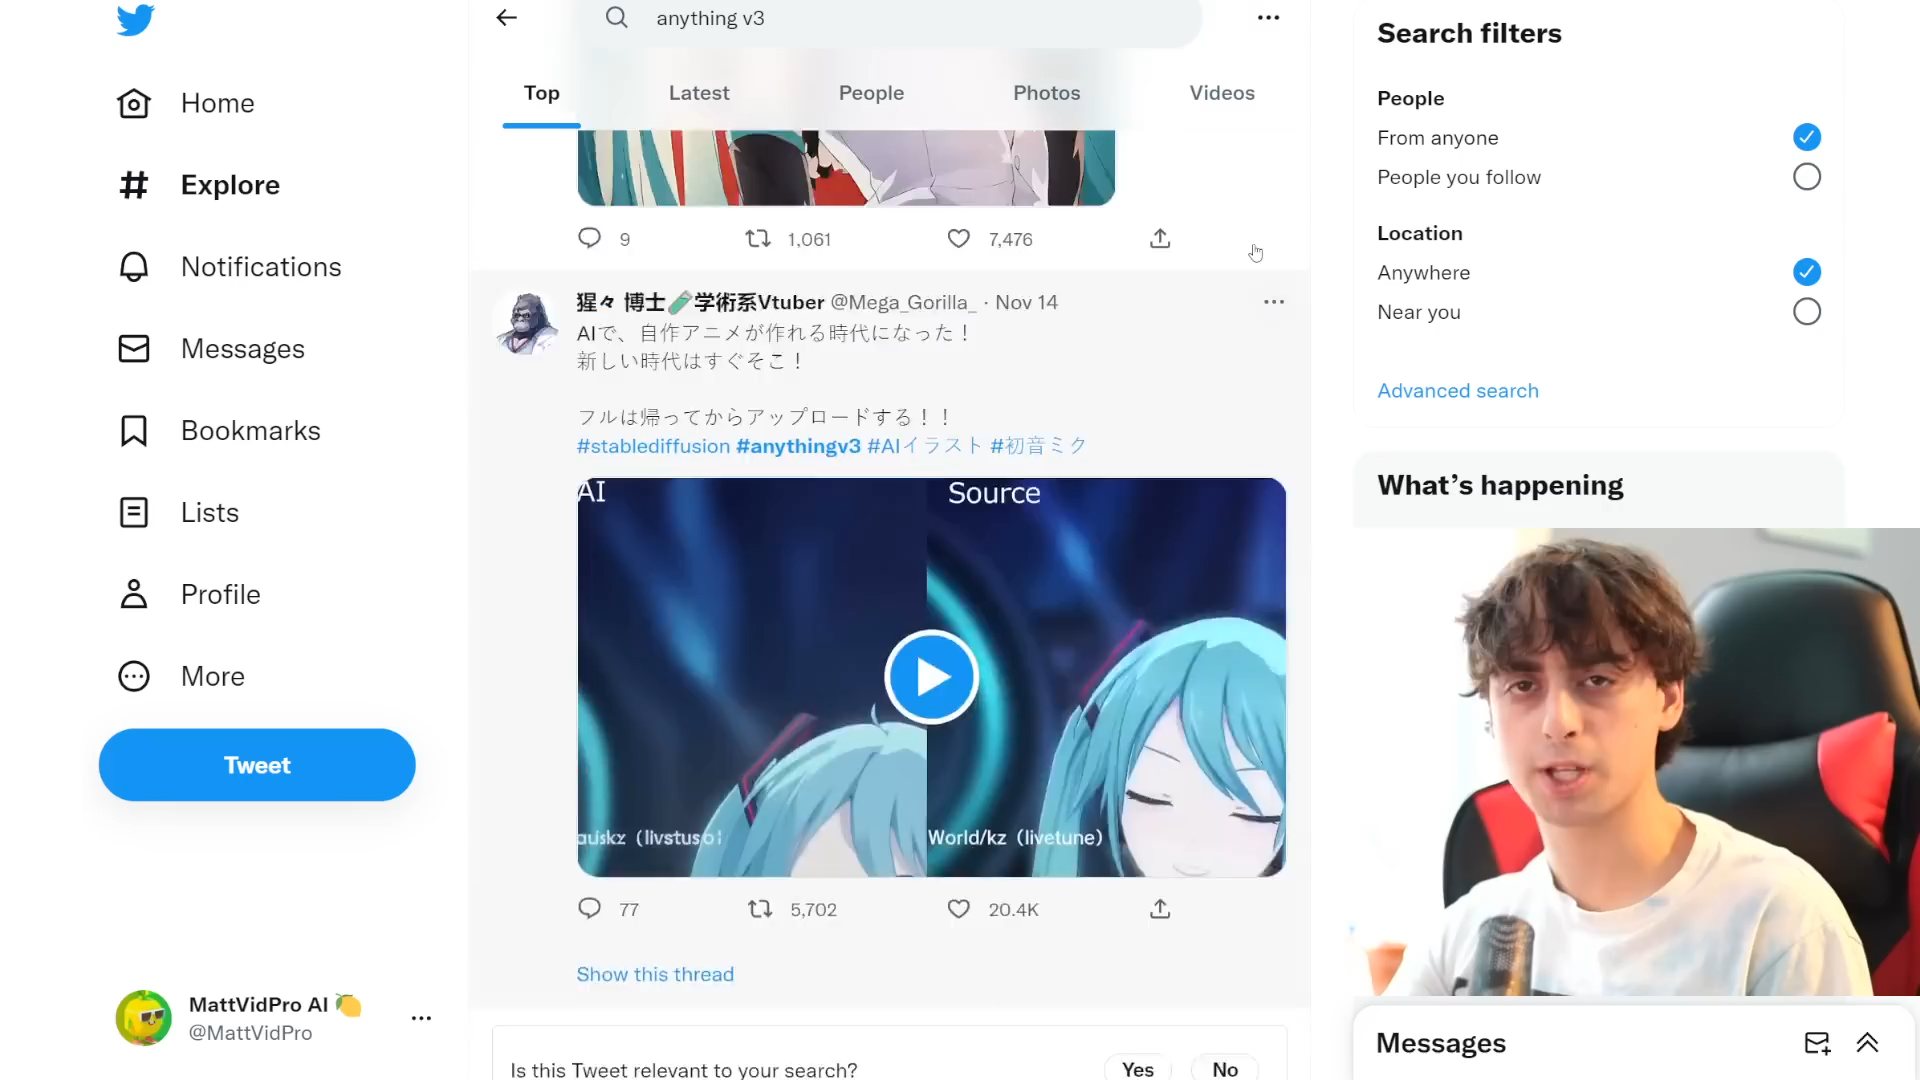 anything v3
Top
Latest
People
Photos
Videos
Home
Explore
Notifications
Messages
Bookmarks
Lists
Profile
More
Tweet
MattVidPro AI
@MattVidPro
9
1,061
7,476
猩々 博士🧪学術系Vtuber @Mega_Gorilla_ · Nov 14
AIで、自作アニメが作れる時代になった！
新しい時代はすぐそこ！
フルは帰ってからアップロードする！！
#stablediffusion #anythingv3 #AIイラスト #初音ミク
AI
Source
World/kz（livetune）
77
5,702
20.4K
Show this thread
Is this Tweet relevant to your search?
Yes
No
Search filters
People
From anyone
People you follow
Location
Anywhere
Near you
Advanced search
What’s happening
Messages